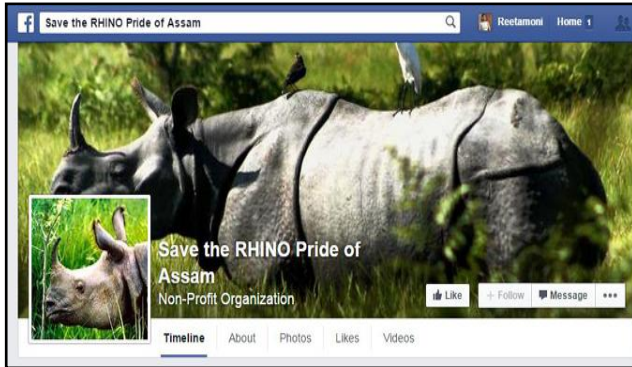 Save the RHINO Pride of Assam
Reetamoni Home 1
Save the RHINO Pride of
Assam
Non-Profit Organization
Like + Follow Message
Timeline About Photos Likes Videos